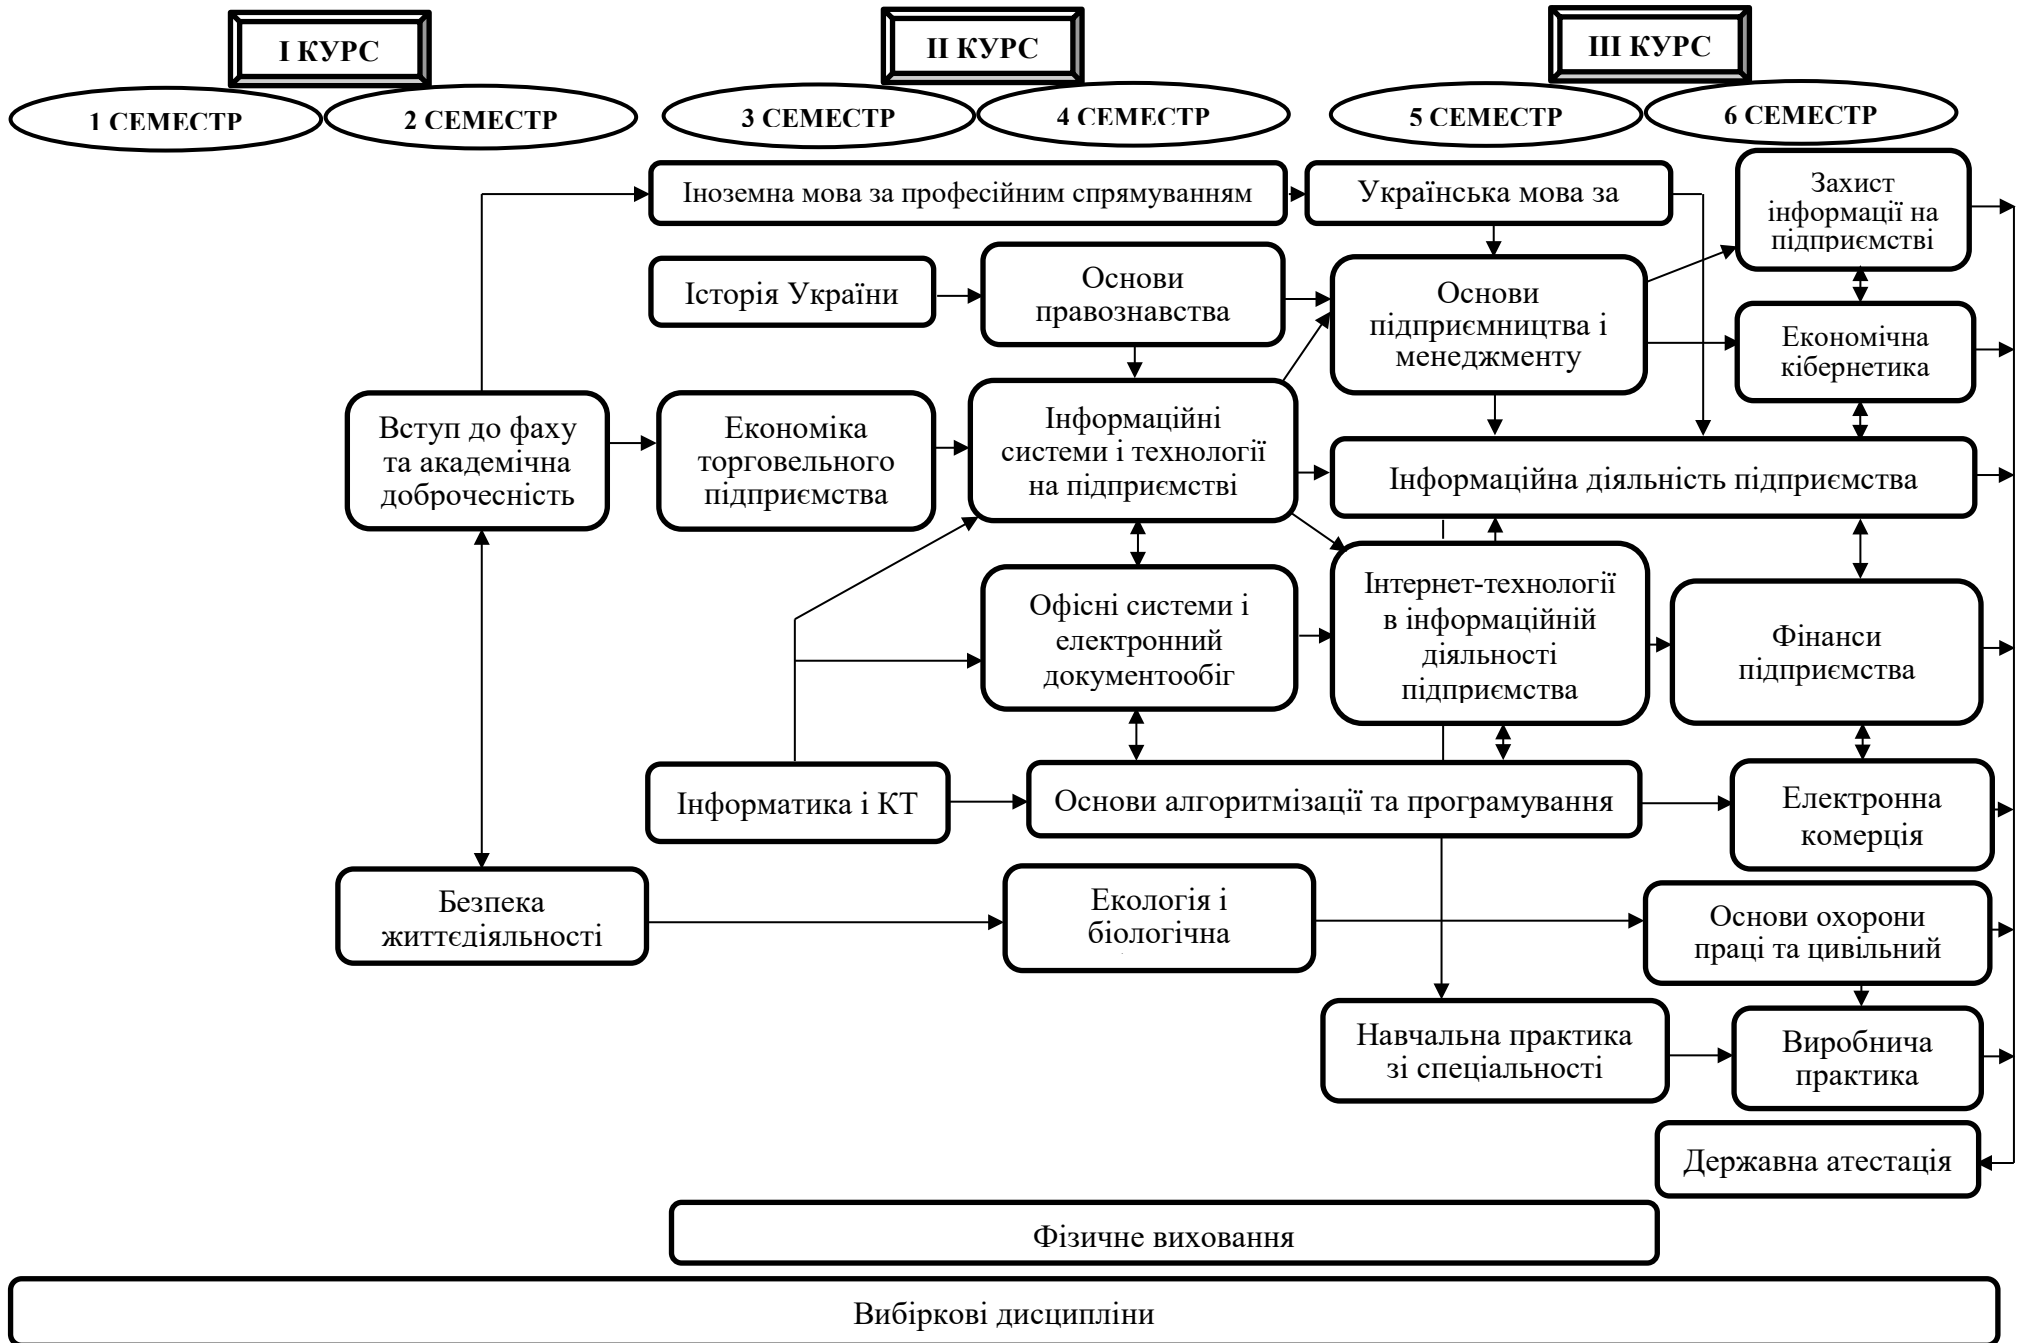 І КУРС
ІІ КУРС
ІІІ КУРС
1 СЕМЕСТР
2 СЕМЕСТР
3 СЕМЕСТР
4 СЕМЕСТР
5 СЕМЕСТР
6 СЕМЕСТР
Іноземна мова за професійним спрямуванням
Українська мова за
Захист
інформації на
підприємстві
Історія України
Основи
правознавства
Основи
підприємництва і
менеджменту
Економічна
кібернетика
Вступ до фаху
та академічна
доброчесність
Економіка
торговельного
підприємства
Інформаційні
системи і технології
на підприємстві
Інформаційна діяльність підприємства
Офісні системи і
електронний
документообіг
Інтернет-технології
в інформаційній
діяльності
підприємства
Фінанси
підприємства
Інформатика і КТ
Основи алгоритмізації та програмування
Електронна
комерція
Безпека
життєдіяльності
Екологія і
біологічна
Основи охорони
праці та цивільний
Навчальна практика
зі спеціальності
Виробнича
практика
Державна атестація
Фізичне виховання
Вибіркові дисципліни